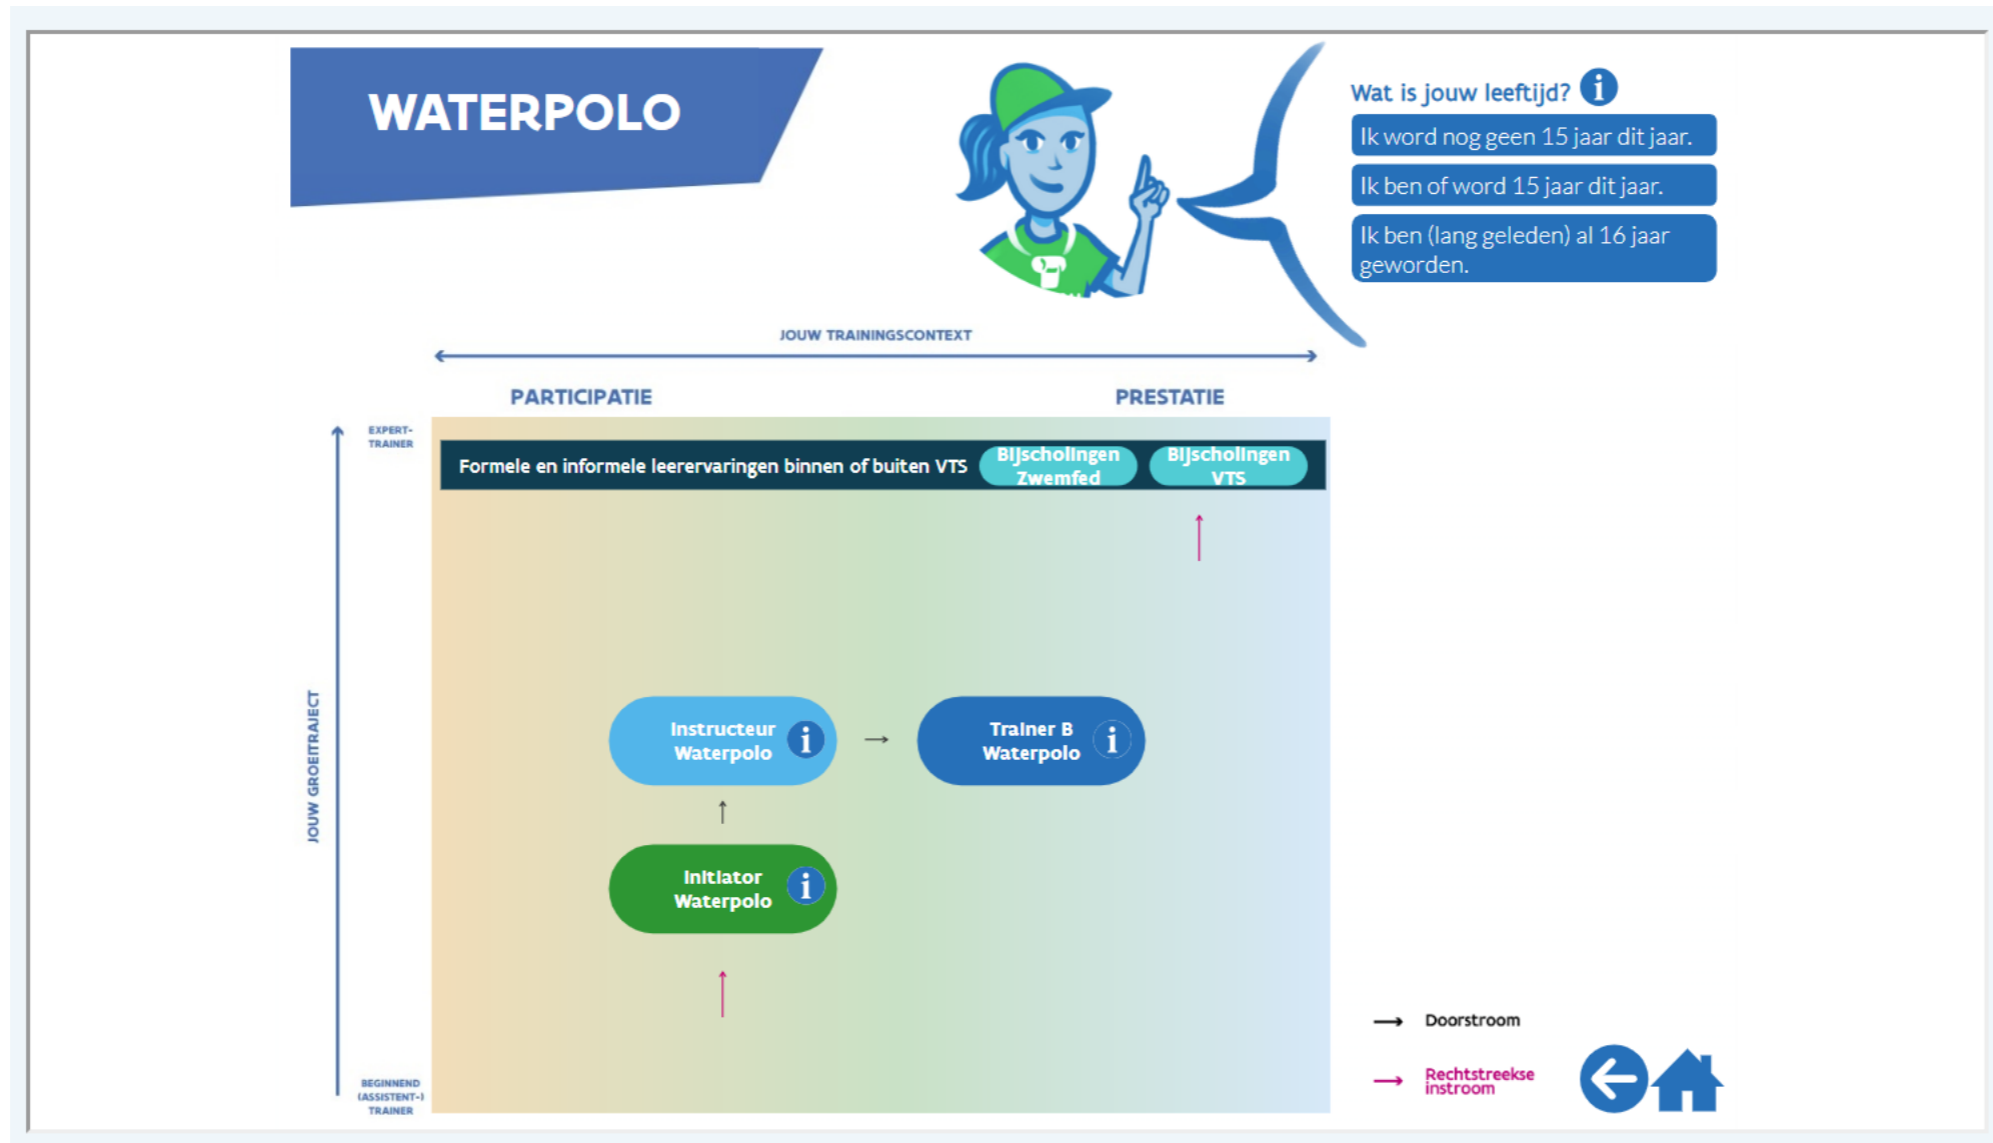 WATERPOLO
Wat is jouw leeftijd? i
Ik word nog geen 15 jaar dit jaar.
Ik ben of word 15 jaar dit jaar.
Ik ben (lang geleden) al 16 jaar
geworden.
JOUW TRAININGSCONTEXT
PARTICIPATIE
PRESTATIE
EXPERT-
TRAINER
Formele en informele leerervaringen binnen of buiten VTS
Bijscholingen
Zwemfed
Bijscholingen
VTS
JOUW GROEITRAJECT
Instructeur
Waterpolo
i
Trainer B
Waterpolo
i
Initiator
Waterpolo
i
BEGINNEND
(ASSISTENT-)
TRAINER
Doorstroom
Rechtstreekse
instroom